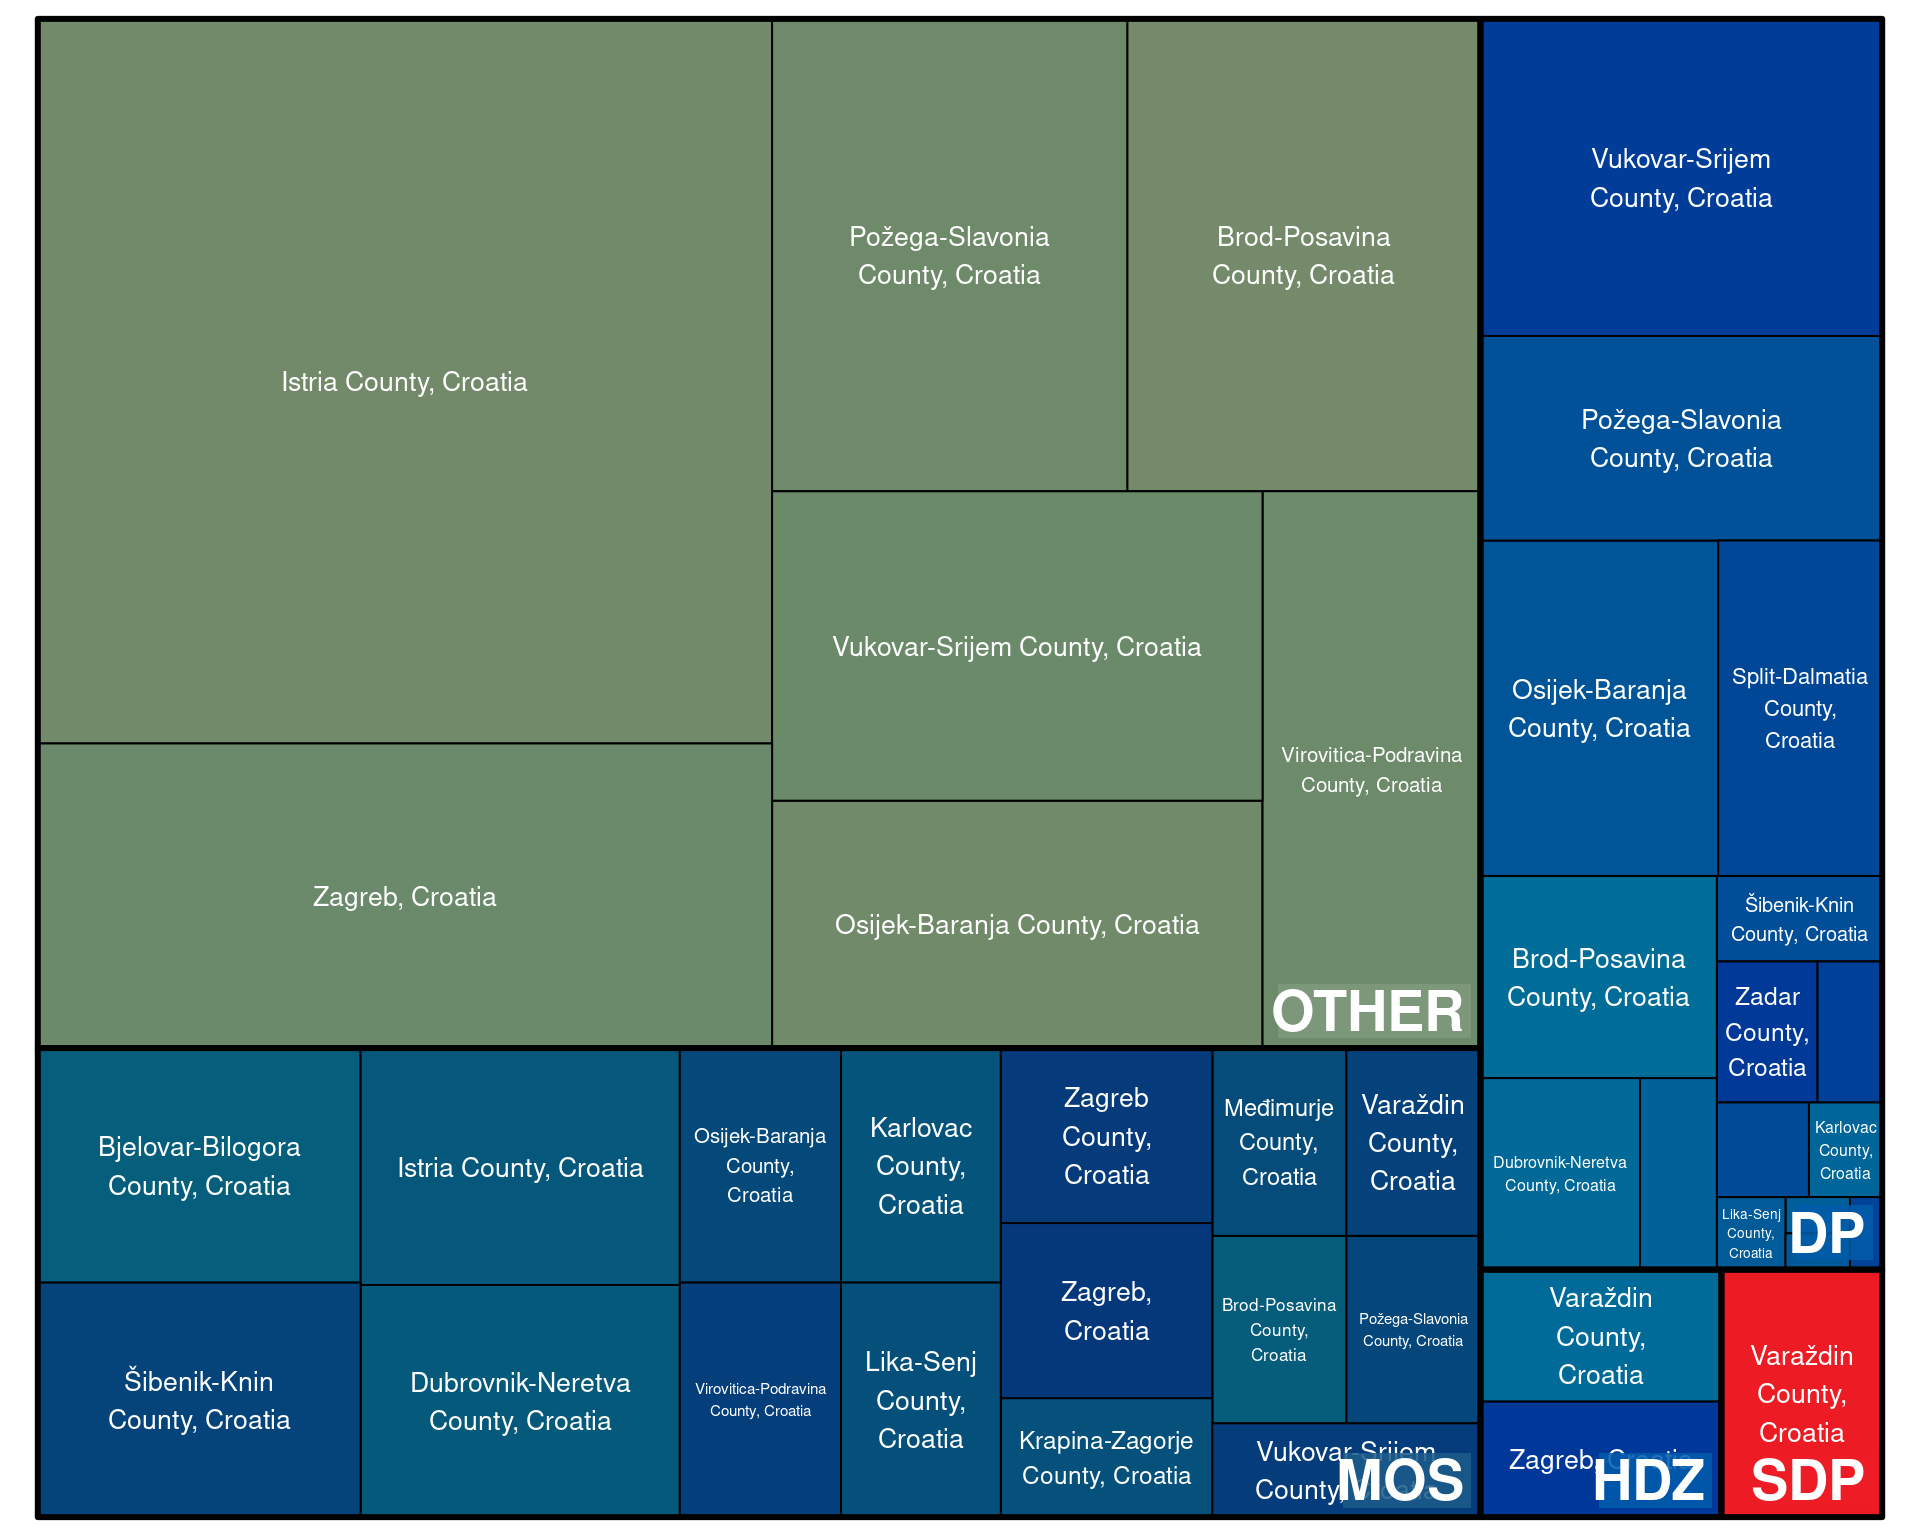 Istria County, Croatia
Požega-Slavonia
County, Croatia
Brod-Posavina
County, Croatia
Vukovar-Srijem County, Croatia
Virovitica-Podravina
County, Croatia
Zagreb, Croatia
Osijek-Baranja County, Croatia
OTHER
Vukovar-Srijem
County, Croatia
Požega-Slavonia
County, Croatia
Osijek-Baranja
County, Croatia
Split-Dalmatia
County,
Croatia
Brod-Posavina
County, Croatia
Šibenik-Knin
County, Croatia
Zadar
County,
Croatia
Dubrovnik-Neretva
County, Croatia
Karlovac
County,
Croatia
Lika-Senj
County,
Croatia
DP
Bjelovar-Bilogora
County, Croatia
Istria County, Croatia
Osijek-Baranja
County,
Croatia
Karlovac
County,
Croatia
Zagreb
County,
Croatia
Međimurje
County,
Croatia
Varaždin
County,
Croatia
Šibenik-Knin
County, Croatia
Dubrovnik-Neretva
County, Croatia
Virovitica-Podravina
County, Croatia
Lika-Senj
County,
Croatia
Zagreb,
Croatia
Krapina-Zagorje
County, Croatia
Brod-Posavina
County,
Croatia
Požega-Slavonia
County, Croatia
Vukovar-Srijem
County, Croatia
MOS
Varaždin
County,
Croatia
Zagreb, Croatia
HDZ
Varaždin
County,
Croatia
SDP